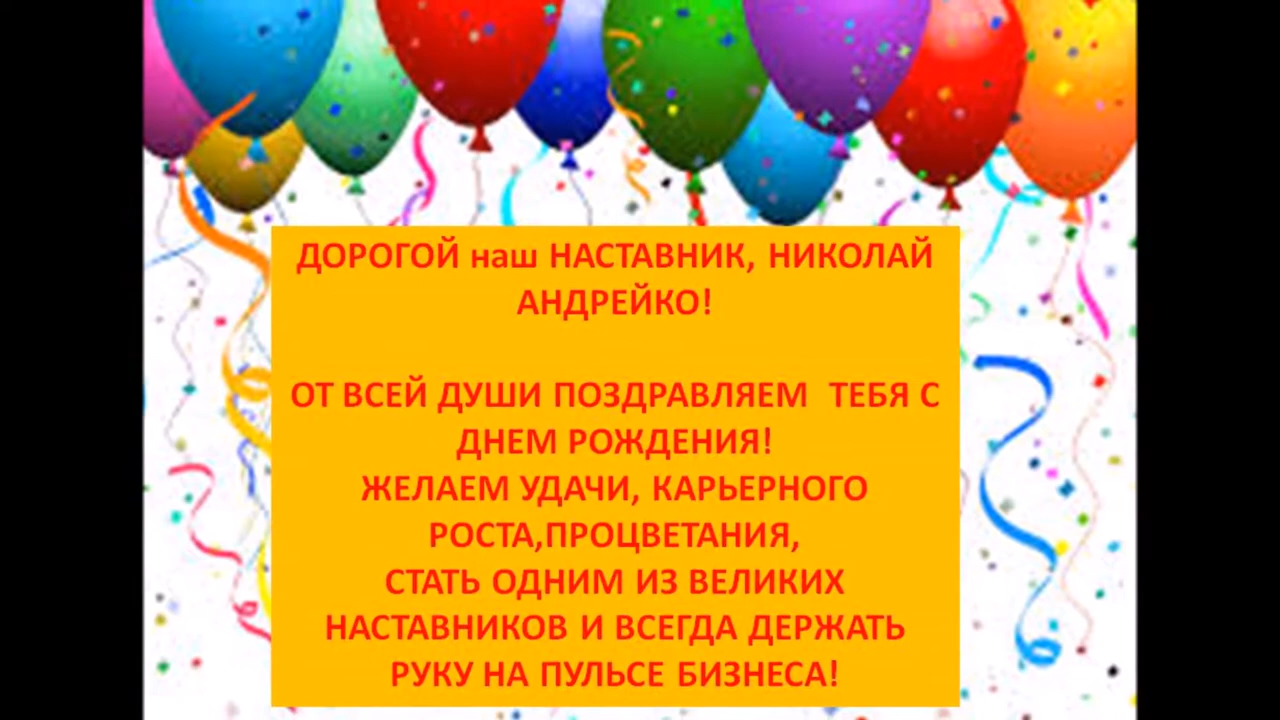 ДОРОГОЙ наш НАСТАВНИК, НИКОЛАЙ
АНДРЕЙКО!
ОТ ВСЕЙ ДУШИ ПОЗДРАВЛЯЕМ  ТЕБЯ С
ДНЕМ РОЖДЕНИЯ!
ЖЕЛАЕМ УДАЧИ, КАРЬЕРНОГО
РОСТА,ПРОЦВЕТАНИЯ,
СТАТЬ ОДНИМ ИЗ ВЕЛИКИХ
НАСТАВНИКОВ И ВСЕГДА ДЕРЖАТЬ
РУКУ НА ПУЛЬСЕ БИЗНЕСА!